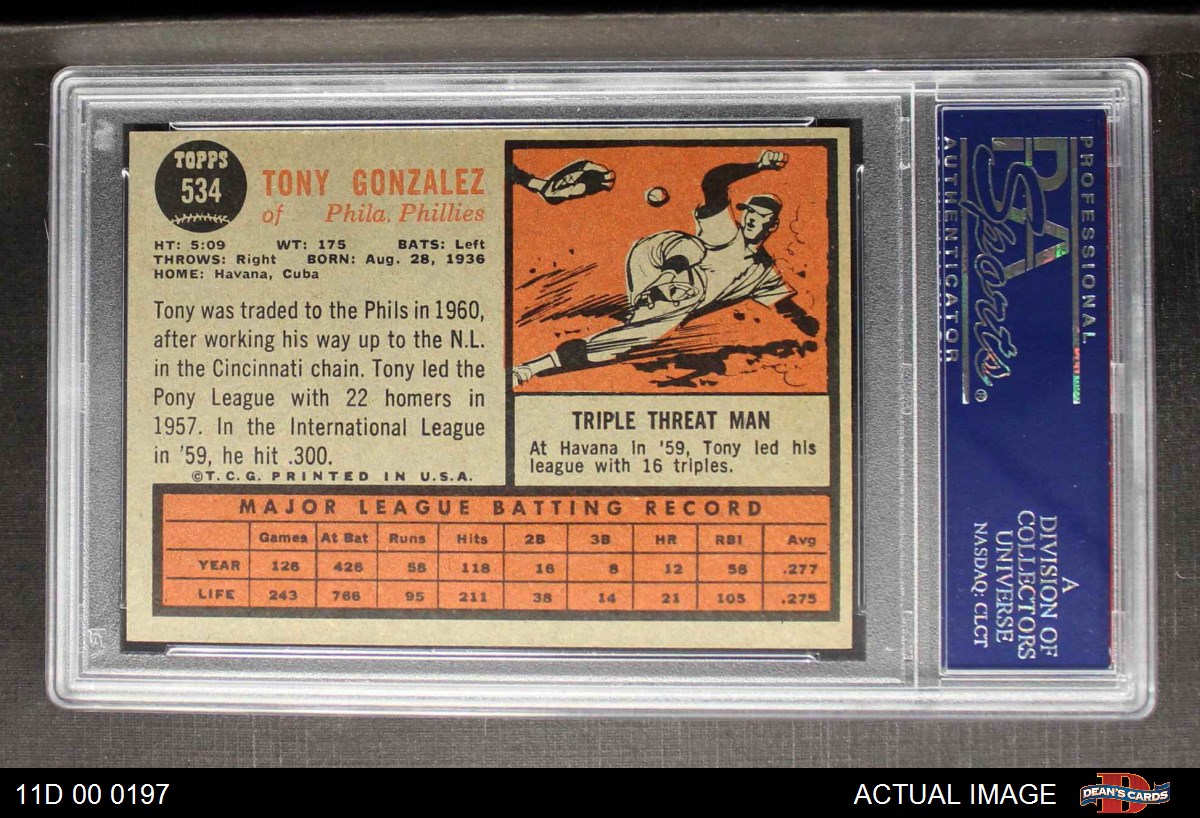 TOPPS
534
TONY GONZALEZ
of Phila. Phillies
HT: 5:09 WT: 175 BATS: Left
THROWS: Right BORN: Aug. 28, 1936
HOME: Havana, Cuba
Tony was traded to the Phils in 1960,
after working his way up to the N.L.
in the Cincinnati chain. Tony led the
Pony League with 22 homers in
1957. In the International League
in '59, he hit .300.
©T.C.G. PRINTED IN U.S.A.
TRIPLE THREAT MAN
At Havana in '59, Tony led his
league with 16 triples.
MAJOR LEAGUE BATTING RECORD
Games At Bat Runs Hits 2B 3B HR RBI Avg
YEAR 126 426 58 118 16 8 12 58 .277
LIFE 243 766 95 211 38 14 21 105 .275
PROFESSIONAL
PSA
Sports®
AUTHENTICATOR
A
DIVISION OF
COLLECTORS
UNIVERSE
NASDAQ: CLCT
11D 00 0197
ACTUAL IMAGE
DEAN'S CARDS